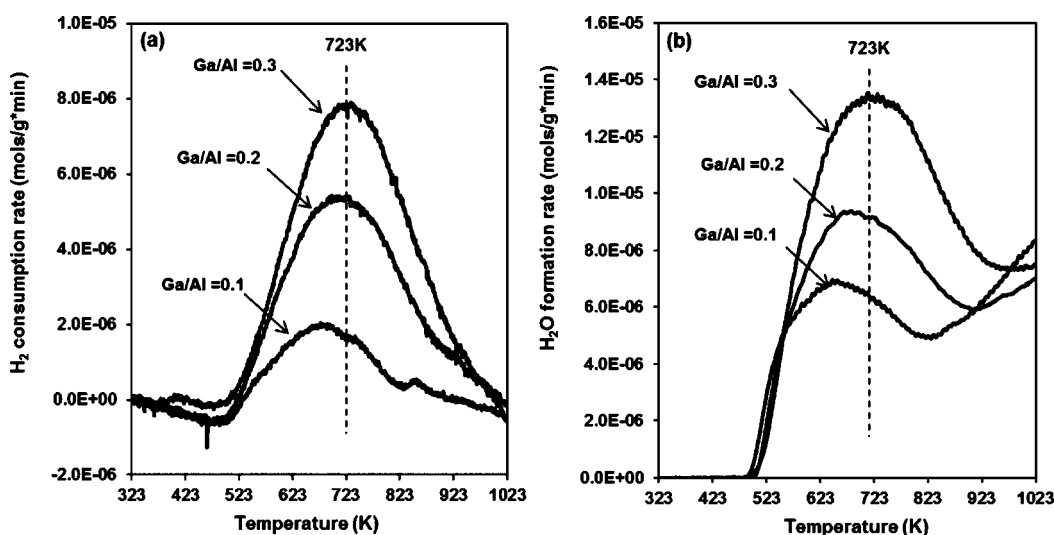 (a)
723K
Ga/Al =0.3
Ga/Al =0.2
Ga/Al =0.1
H₂ consumption rate (mols/g*min)
1.0E-05
8.0E-06
6.0E-06
4.0E-06
2.0E-06
0.0E+00
-2.0E-06
323 423 523 623 723 823 923 1023
Temperature (K)
(b)
723K
Ga/Al =0.3
Ga/Al =0.2
Ga/Al =0.1
H₂O formation rate (mols/g*min)
1.6E-05
1.4E-05
1.2E-05
1.0E-05
8.0E-06
6.0E-06
4.0E-06
2.0E-06
0.0E+00
323 423 523 623 723 823 923 1023
Temperature (K)